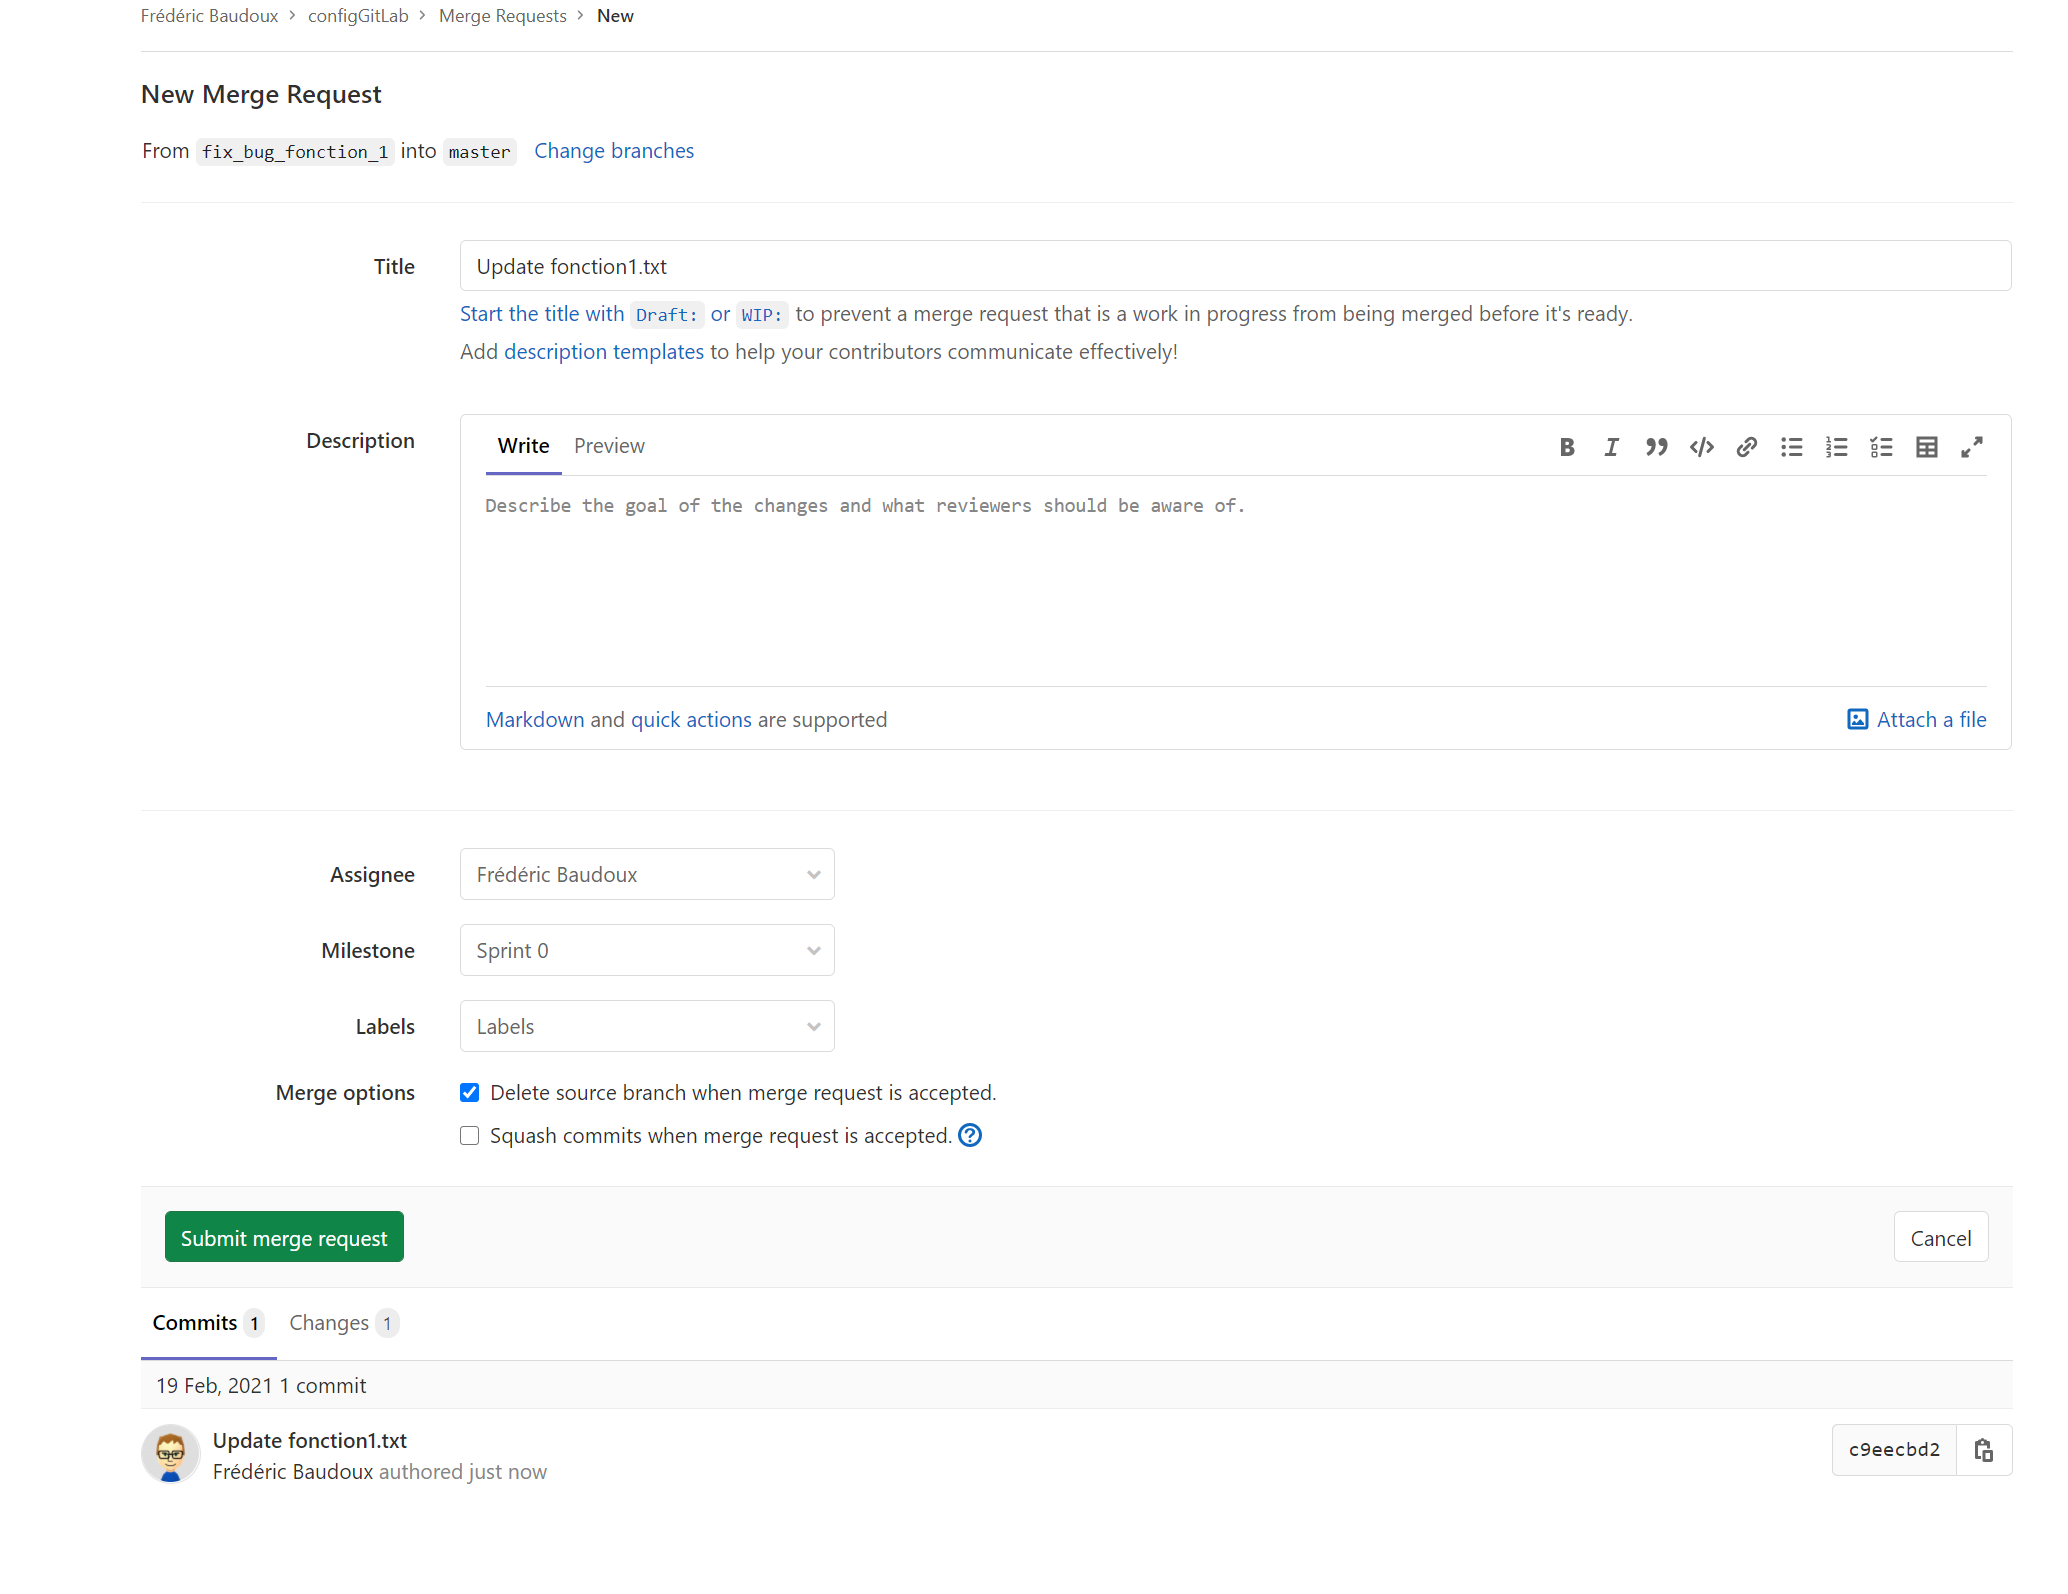 Frédéric Baudoux > configGitLab > Merge Requests > New
New Merge Request
From fix_bug_fonction_1 into master Change branches
Title
Update fonction1.txt
Start the title with Draft: or WIP: to prevent a merge request that is a work in progress from being merged before it's ready.
Add description templates to help your contributors communicate effectively!
Description
Write Preview
Describe the goal of the changes and what reviewers should be aware of.
Markdown and quick actions are supported
Attach a file
Assignee
Frédéric Baudoux
Milestone
Sprint 0
Labels
Labels
Merge options
Delete source branch when merge request is accepted.
Squash commits when merge request is accepted.
Submit merge request
Cancel
Commits 1 Changes 1
19 Feb, 2021 1 commit
Update fonction1.txt
Frédéric Baudoux authored just now
c9eecbd2